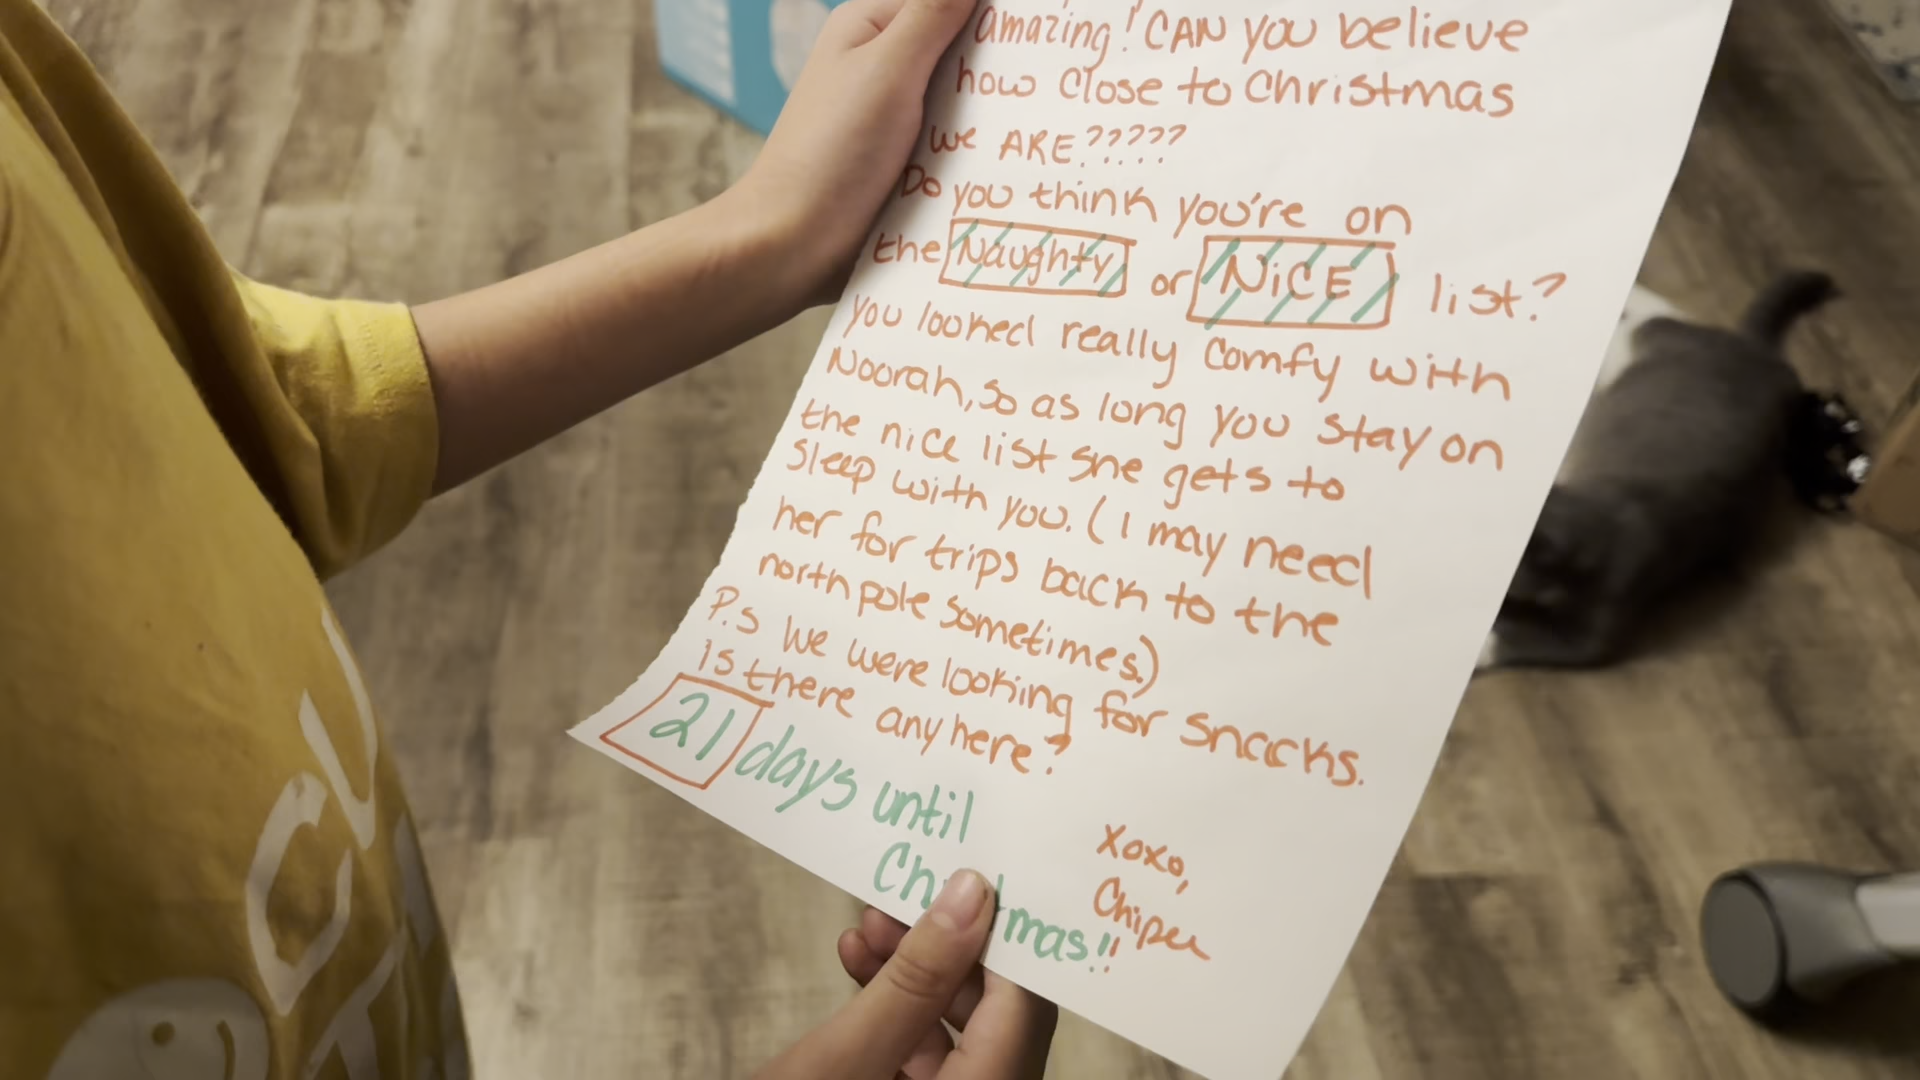 amazing! CAN you believe
how close to Christmas
we ARE?????
Do you think you're on
the Naughty or NiCE list?
you looked really comfy with
Noorah, so as long you stay on
the nice list she gets to
sleep with you. (I may need
her for trips back to the
north pole sometimes.)
P.S We were looking for snacks.
is there any here?
21 days until
Christmas!!
xoxo,
Chiper